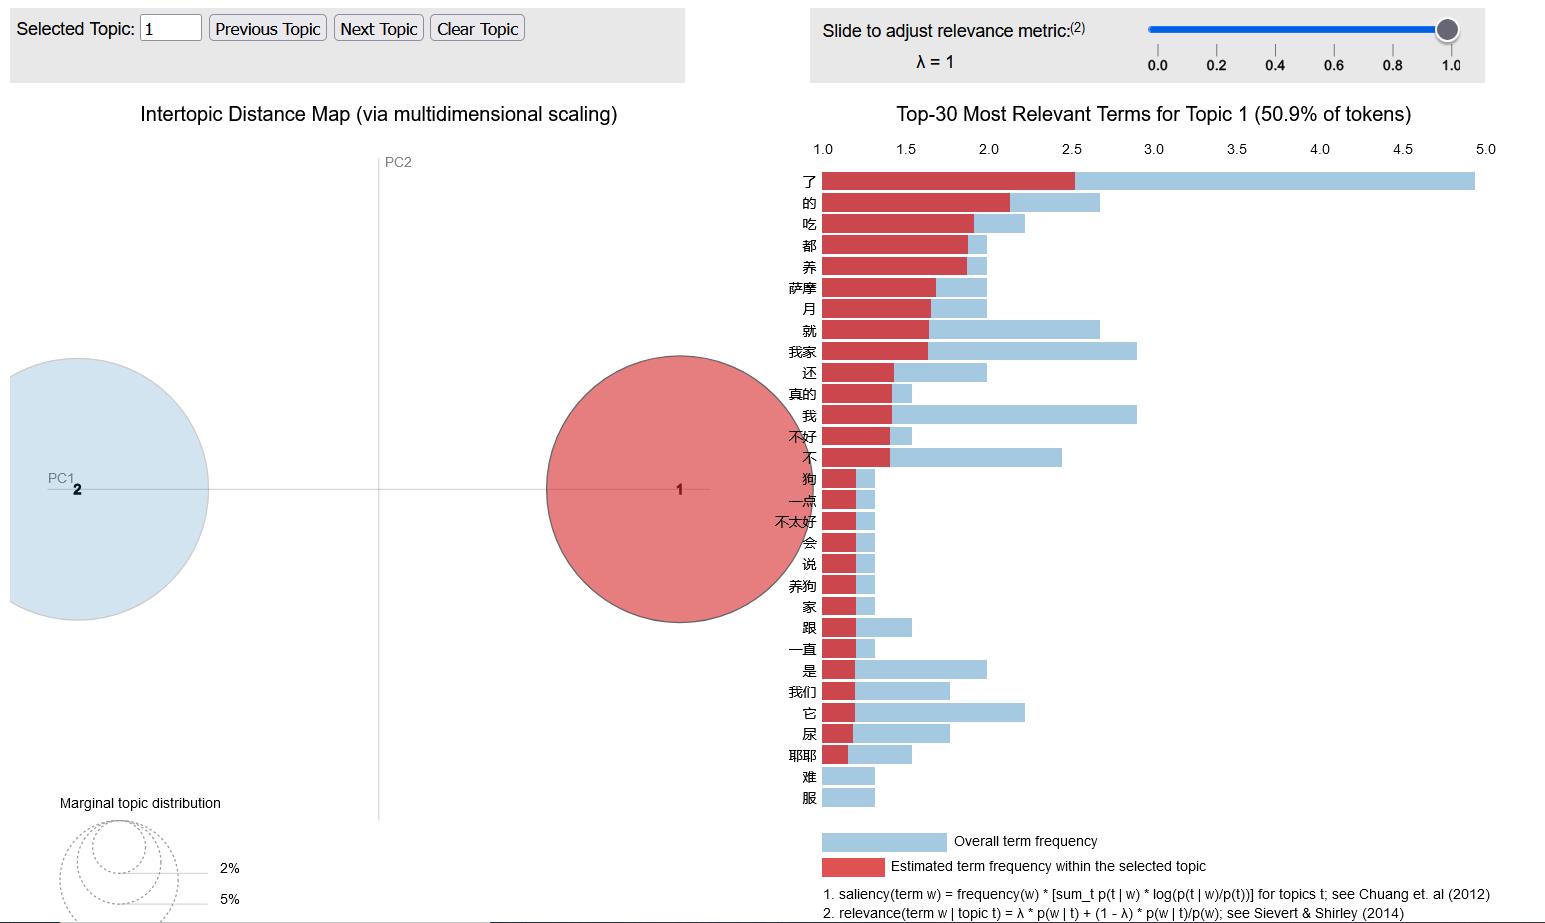 Selected Topic: 1 Previous Topic Next Topic Clear Topic
Slide to adjust relevance metric:(2)
λ = 1
0.0 0.2 0.4 0.6 0.8 1.0
Intertopic Distance Map (via multidimensional scaling)
PC2
PC1
2
1
Marginal topic distribution
2%
5%
Top-30 Most Relevant Terms for Topic 1 (50.9% of tokens)
1.0 1.5 2.0 2.5 3.0 3.5 4.0 4.5 5.0
了
的
吃
都
养
萨摩
月
就
我家
还
真的
我
不好
不
狗
一点
不太好
会
说
养狗
家
跟
一直
是
我们
它
尿
耶耶
难
服
Overall term frequency
Estimated term frequency within the selected topic
1. saliency(term w) = frequency(w) * [sum_t p(t | w) * log(p(t | w)/p(t))] for topics t; see Chuang et. al (2012)
2. relevance(term w | topic t) = λ * p(w | t) + (1 - λ) * p(w | t)/p(w); see Sievert & Shirley (2014)